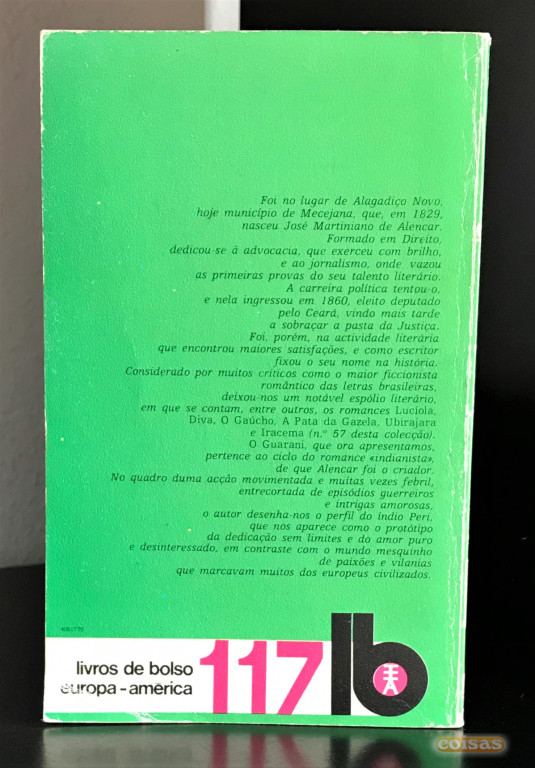 Foi no lugar de Alagadiço Novo,
hoje município de Mecejana, que, em 1829,
nasceu José Martiniano de Alencar.
Formado em Direito,
dedicou-se à advocacia, que exerceu com brilho,
e ao jornalismo, onde vazou
as primeiras provas do seu talento literário.
A carreira política tentou-o,
e nela ingressou em 1860, eleito deputado
pelo Ceará, vindo mais tarde
a sobraçar a pasta da Justiça.
Foi, porém, na actividade literária
que encontrou maiores satisfações, e como escritor
fixou o seu nome na história.
Considerado por muitos críticos como o maior ficcionista
romântico das letras brasileiras,
deixou-nos um notável espólio literário,
em que se contam, entre outros, os romances Lucíola,
Diva, O Gaúcho, A Pata da Gazela, Ubirajara
e Iracema (n.º 57 desta colecção).
O Guarani, que ora apresentamos,
pertence ao ciclo do romance «indianista»,
de que Alencar foi o criador.
No quadro duma acção movimentada e muitas vezes febril,
entrecortada de episódios guerreiros
e intrigas amorosas,
o autor desenha-nos o perfil do índio Peri,
que nos aparece como o protótipo
da dedicação sem limites e do amor puro
e desinteressado, em contraste com o mundo mesquinho
de paixões e vilanias
que marcavam muitos dos europeus civilizados.
livros de bolso
europa-américa
117
lb
coisas